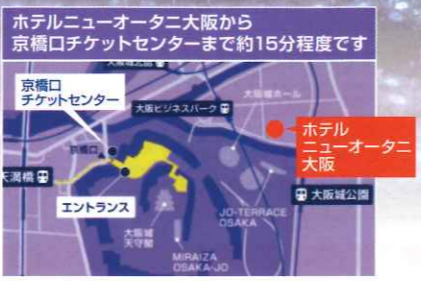 ホテルニューオータニ大阪から
京橋口チケットセンターまで約15分程度です
京橋口
チケットセンター
大阪ビジネスパーク
大阪城ホール
京橋口
ホテル
ニューオータニ
大阪
天満橋
大阪城公園
エントランス
JO-TERRACE
OSAKA
大阪城
天守閣
MIRAIZA
OSAKA-JO